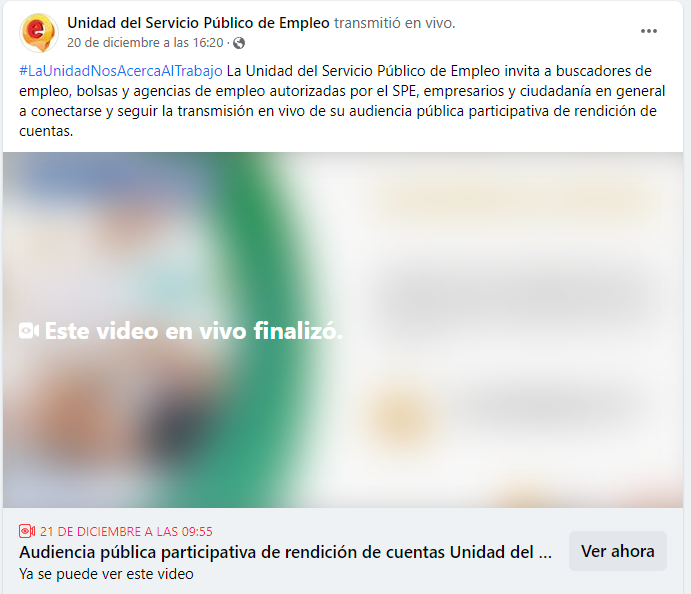 Unidad del Servicio Público de Empleo transmitió en vivo.
20 de diciembre a las 16:20 ·
#LaUnidadNosAcercaAlTrabajo La Unidad del Servicio Público de Empleo invita a buscadores de
empleo, bolsas y agencias de empleo autorizadas por el SPE, empresarios y ciudadanía en general
a conectarse y seguir la transmisión en vivo de su audiencia pública participativa de rendición de
cuentas.
Este video en vivo finalizó.
21 DE DICIEMBRE A LAS 09:55
Audiencia pública participativa de rendición de cuentas Unidad del ...
Ver ahora
Ya se puede ver este video